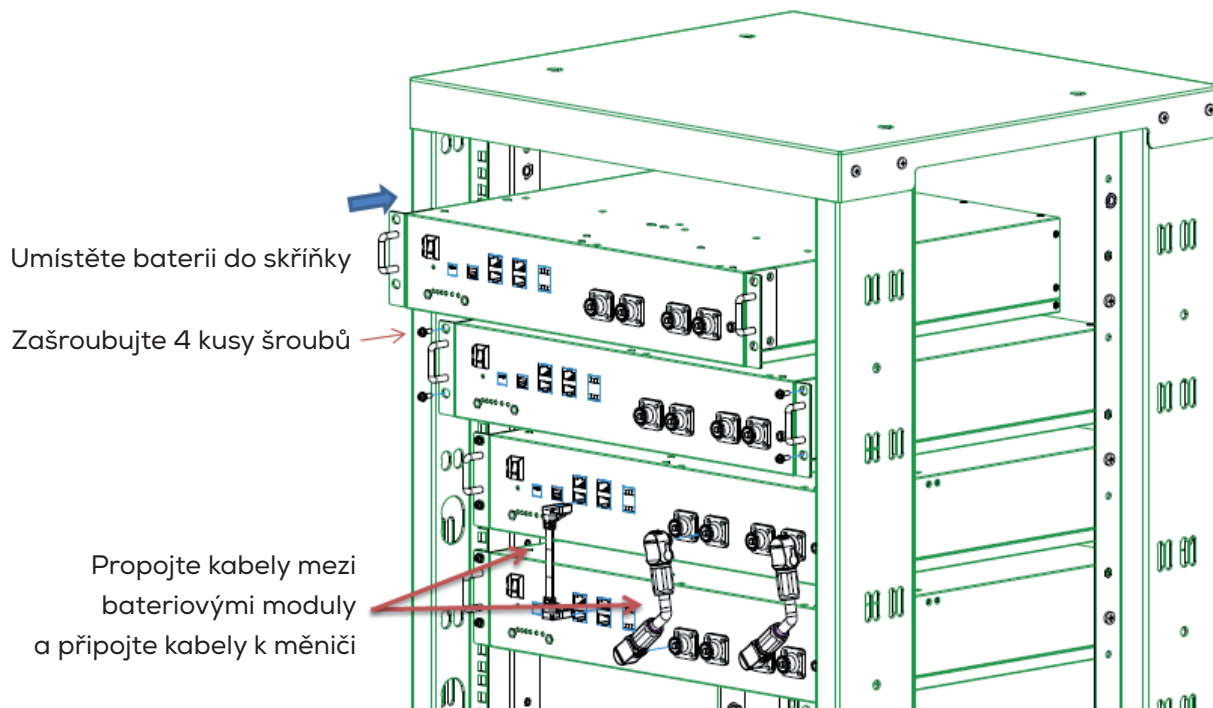 Umístěte baterii do skříňky
Zašroubujte 4 kusy šroubů
Propojte kabely mezi
bateriovými moduly
a připojte kabely k měniči